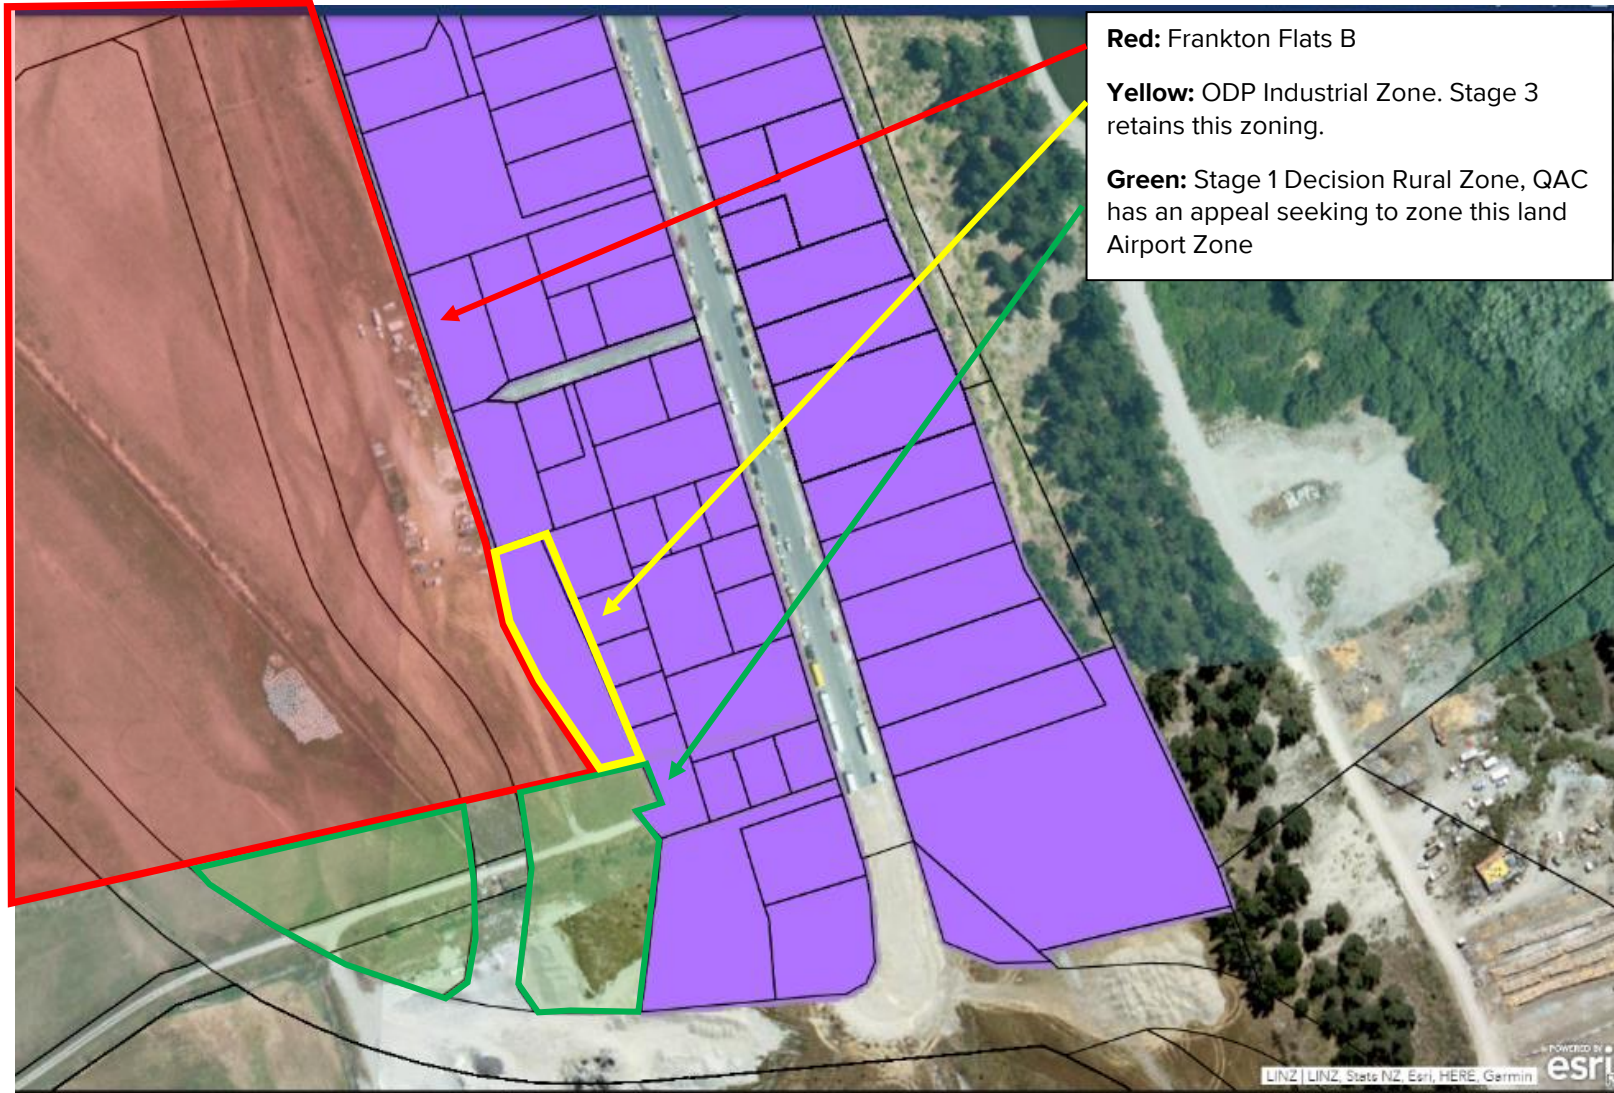 Red: Frankton Flats B
Yellow: ODP Industrial Zone. Stage 3
retains this zoning.
Green: Stage 1 Decision Rural Zone, QAC
has an appeal seeking to zone this land
Airport Zone
LINZ | LINZ, Stats NZ, Esri, HERE, Garmin
POWERED BY
esri